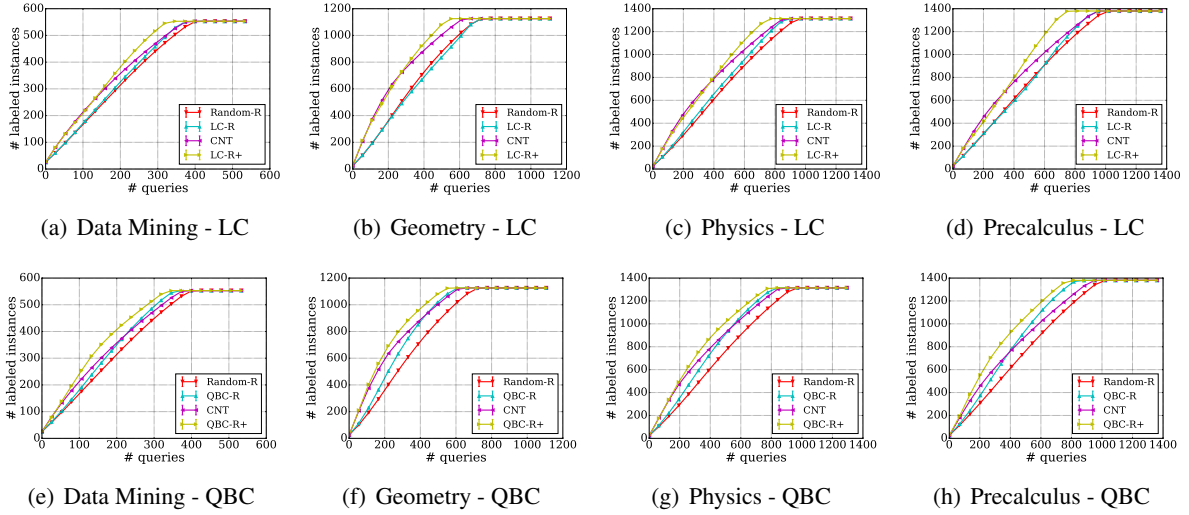 # labeled instances
600
500
400
300
200
100
0
0 100 200 300 400 500 600
# queries
Random-R
LC-R
CNT
LC-R+
(a) Data Mining - LC
# labeled instances
1200
1000
800
600
400
200
0
0 200 400 600 800 1000 1200
# queries
Random-R
LC-R
CNT
LC-R+
(b) Geometry - LC
# labeled instances
1400
1200
1000
800
600
400
200
0
0 200 400 600 800 1000 1200 1400
# queries
Random-R
LC-R
CNT
LC-R+
(c) Physics - LC
# labeled instances
1400
1200
1000
800
600
400
200
0
0 200 400 600 800 1000 1200 1400
# queries
Random-R
LC-R
CNT
LC-R+
(d) Precalculus - LC
# labeled instances
600
500
400
300
200
100
0
0 100 200 300 400 500 600
# queries
Random-R
QBC-R
CNT
QBC-R+
(e) Data Mining - QBC
# labeled instances
1200
1000
800
600
400
200
0
0 200 400 600 800 1000 1200
# queries
Random-R
QBC-R
CNT
QBC-R+
(f) Geometry - QBC
# labeled instances
1400
1200
1000
800
600
400
200
0
0 200 400 600 800 1000 1200 1400
# queries
Random-R
QBC-R
CNT
QBC-R+
(g) Physics - QBC
# labeled instances
1400
1200
1000
800
600
400
200
0
0 200 400 600 800 1000 1200 1400
# queries
Random-R
QBC-R
CNT
QBC-R+
(h) Precalculus - QBC